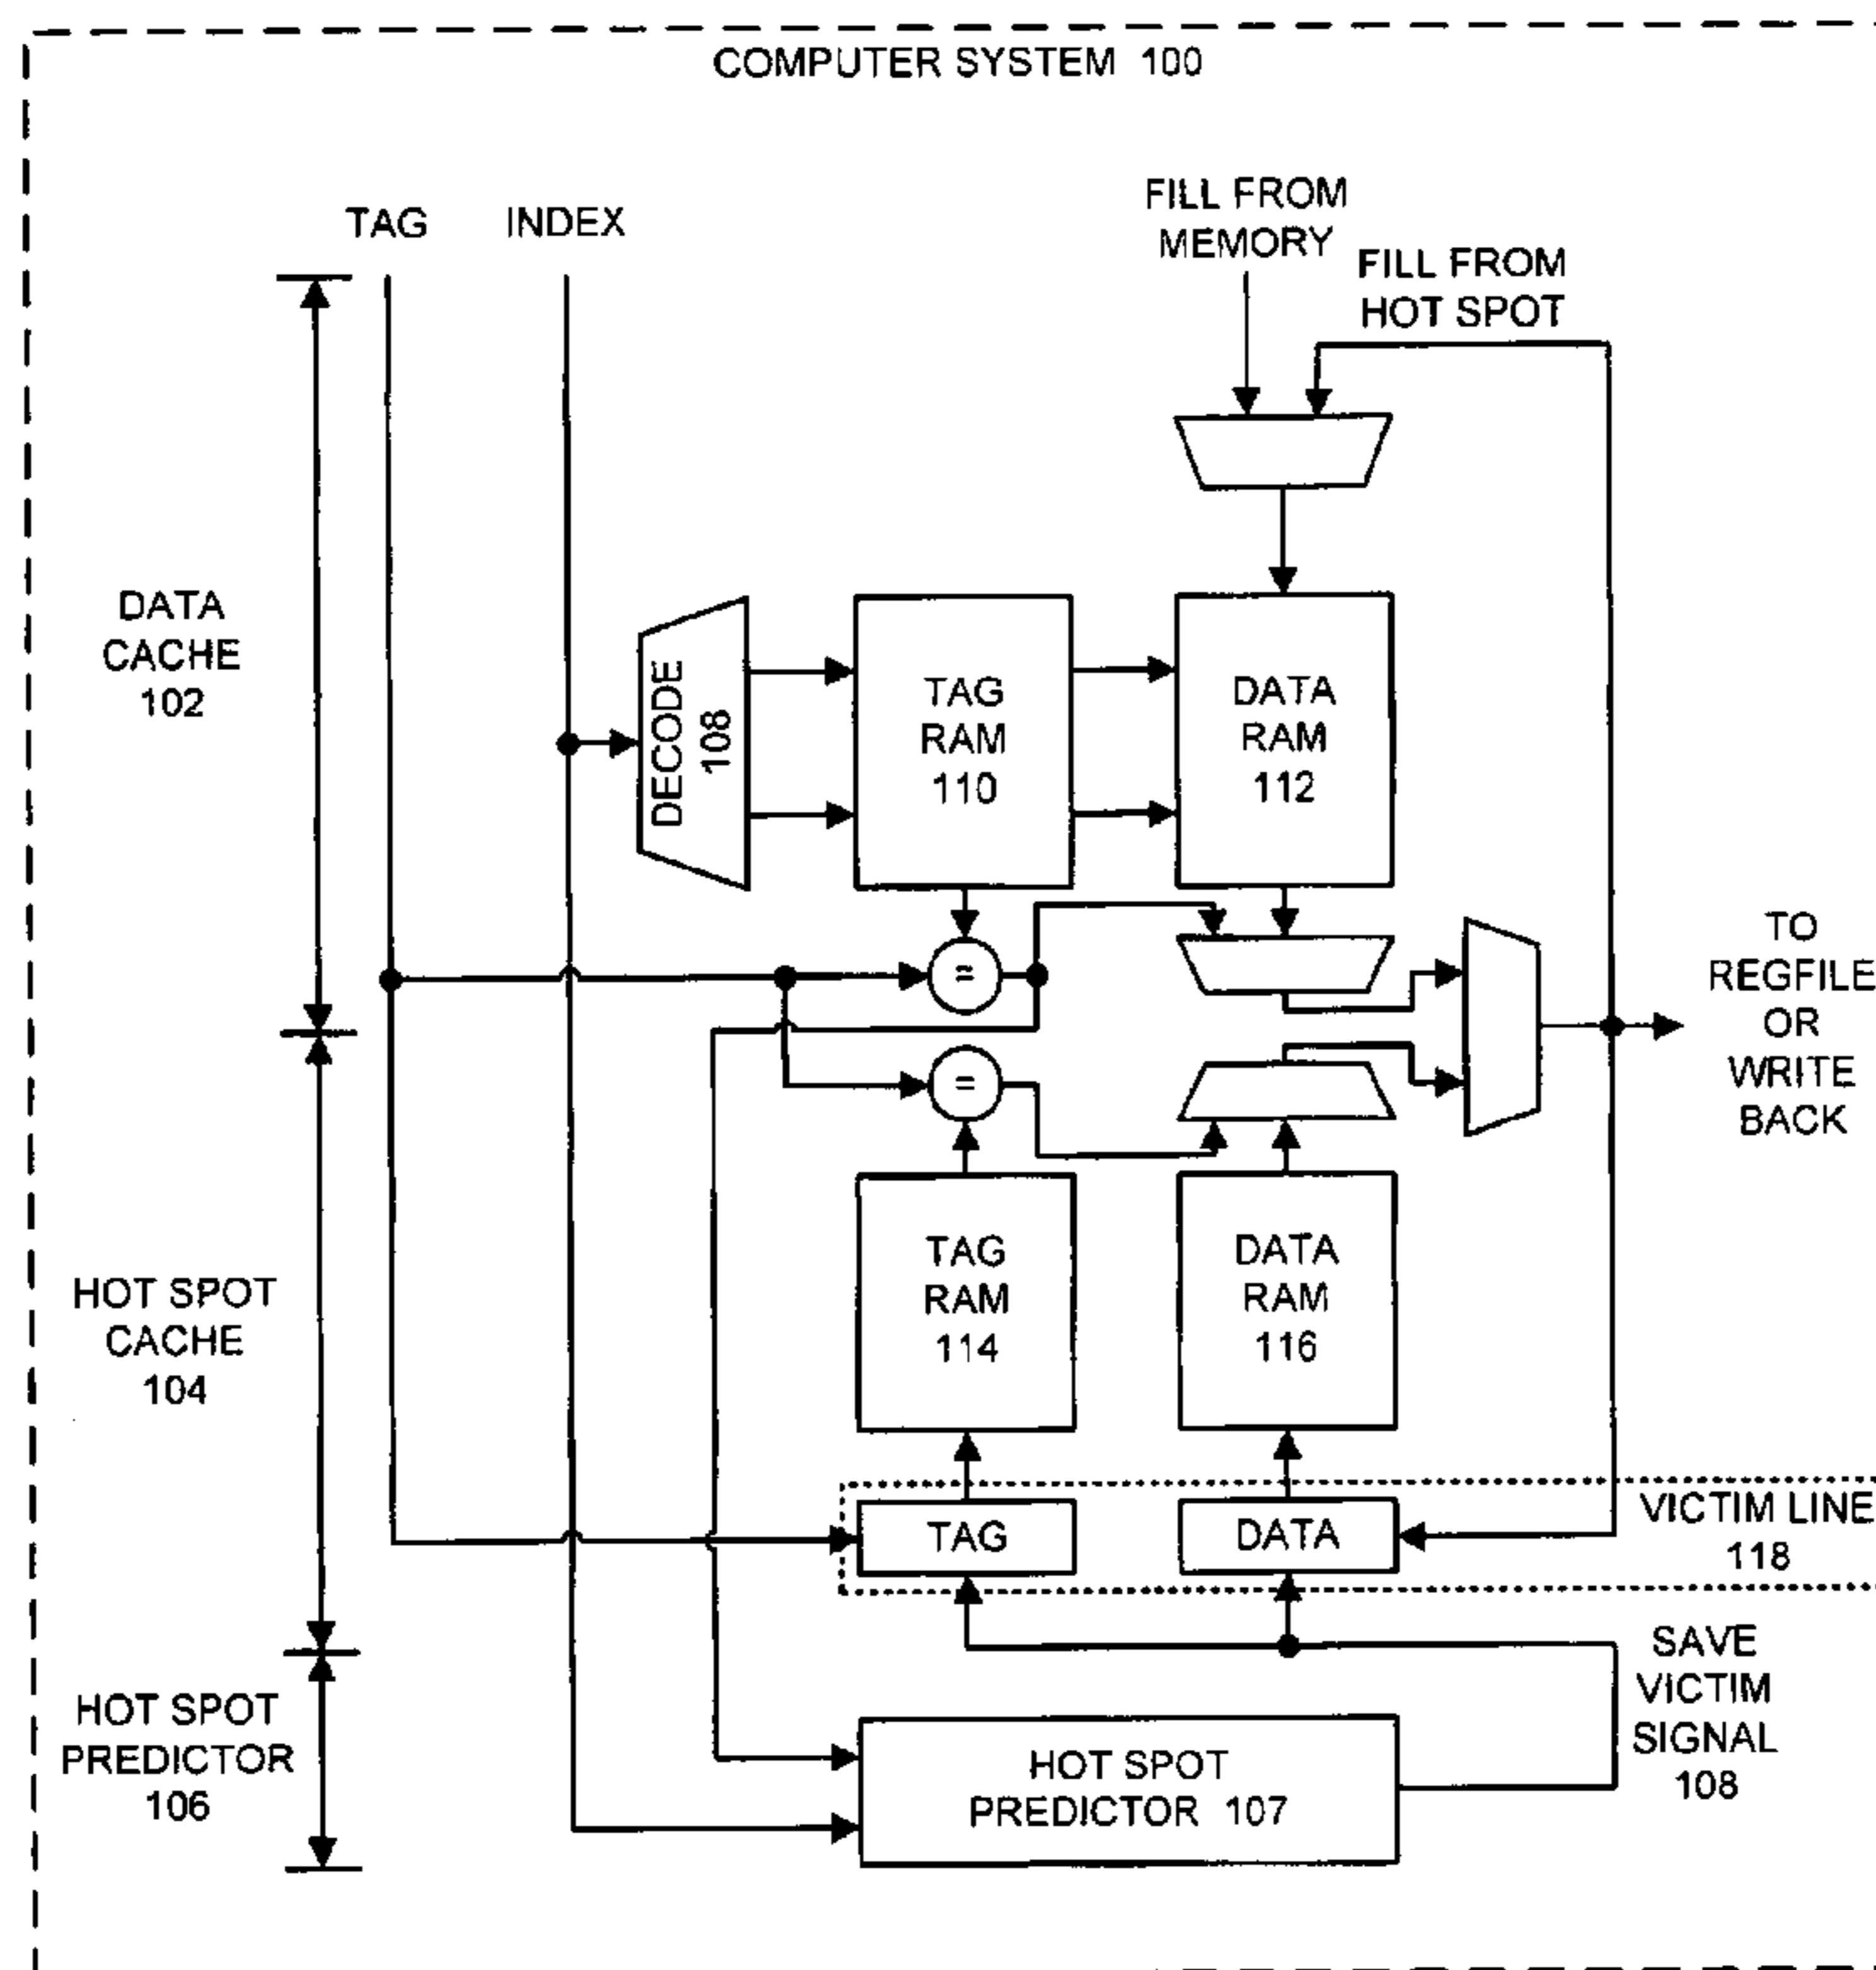 COMPUTER SYSTEM 100
TAG
INDEX
FILL FROM
MEMORY
FILL FROM
HOT SPOT
DATA
CACHE
102
DECODE
108
TAG
RAM
110
DATA
RAM
112
=
TO
REGFILE
OR
WRITE
BACK
=
HOT SPOT
CACHE
104
TAG
RAM
114
DATA
RAM
116
TAG
DATA
VICTIM LINE
118
HOT SPOT
PREDICTOR
106
HOT SPOT
PREDICTOR 107
SAVE
VICTIM
SIGNAL
108